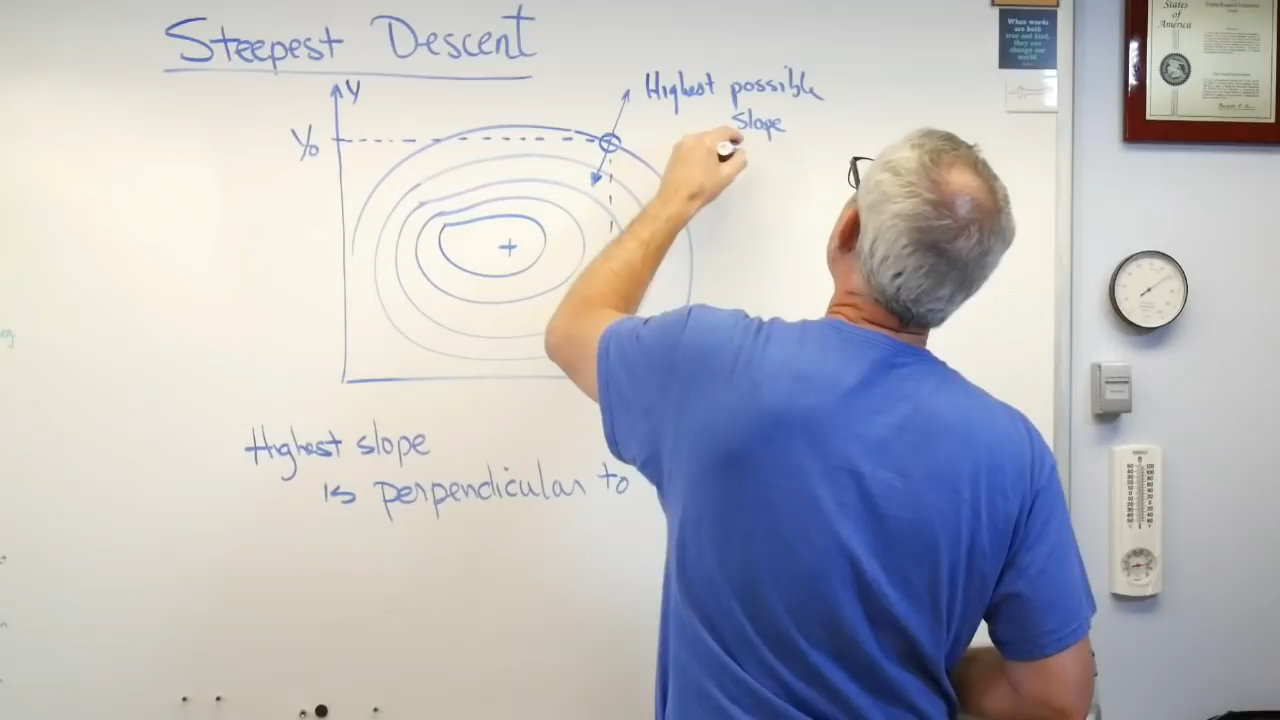 Steepest Descent
Y
Y₀
Highest possible
slope
Highest slope
is perpendicular to
When words
are both
true and kind,
they can
change our
world.
States
of
America